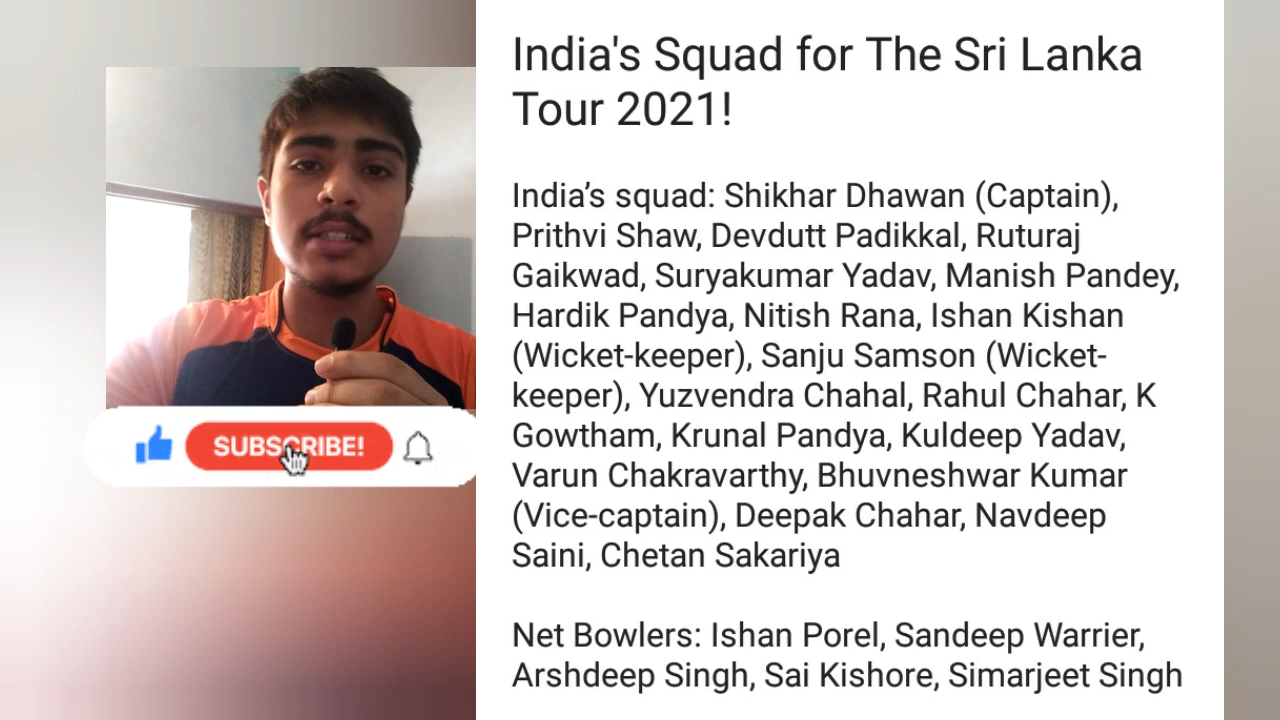 India's Squad for The Sri Lanka
Tour 2021!
India’s squad: Shikhar Dhawan (Captain),
Prithvi Shaw, Devdutt Padikkal, Ruturaj
Gaikwad, Suryakumar Yadav, Manish Pandey,
Hardik Pandya, Nitish Rana, Ishan Kishan
(Wicket-keeper), Sanju Samson (Wicket-
keeper), Yuzvendra Chahal, Rahul Chahar, K
Gowtham, Krunal Pandya, Kuldeep Yadav,
Varun Chakravarthy, Bhuvneshwar Kumar
(Vice-captain), Deepak Chahar, Navdeep
Saini, Chetan Sakariya
Net Bowlers: Ishan Porel, Sandeep Warrier,
Arshdeep Singh, Sai Kishore, Simarjeet Singh
SUBSCRIBE!